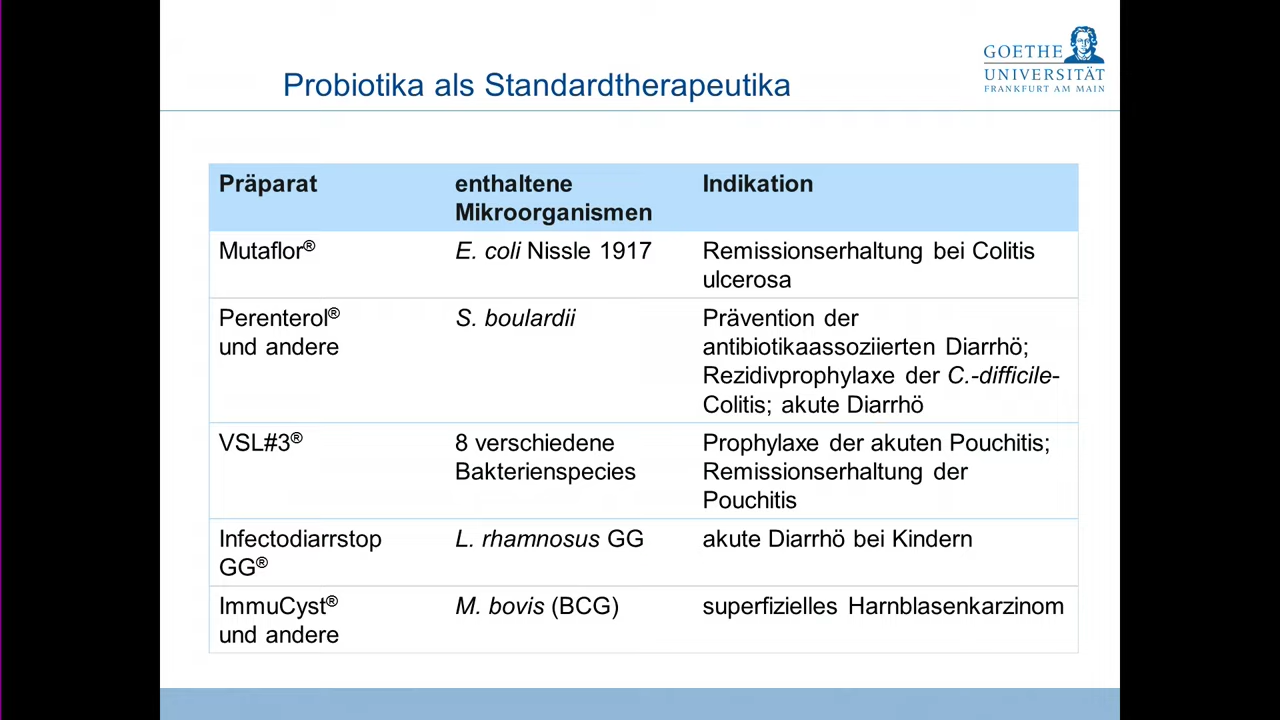 GOETHE
UNIVERSITÄT
FRANKFURT AM MAIN
Probiotika als Standardtherapeutika
Präparat
enthaltene
Mikroorganismen
Indikation
Mutaflor®
E. coli Nissle 1917
Remissionserhaltung bei Colitis
ulcerosa
Perenterol®
und andere
S. boulardii
Prävention der
antibiotikaassoziierten Diarrhö;
Rezidivprophylaxe der C.-difficile-
Colitis; akute Diarrhö
VSL#3®
8 verschiedene
Bakterienspecies
Prophylaxe der akuten Pouchitis;
Remissionserhaltung der
Pouchitis
Infectodiarrstop
GG®
L. rhamnosus GG
akute Diarrhö bei Kindern
ImmuCyst®
und andere
M. bovis (BCG)
superfizielles Harnblasenkarzinom